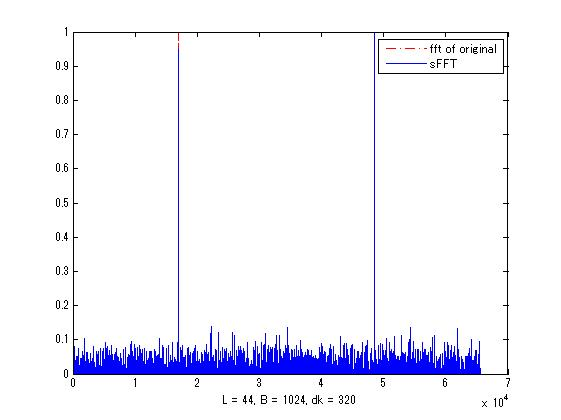 1
0.9
0.8
0.7
0.6
0.5
0.4
0.3
0.2
0.1
0
fft of original
sFFT
0 1 2 3 4 5 6 7
x 10^4
L = 44, B = 1024, dk = 320